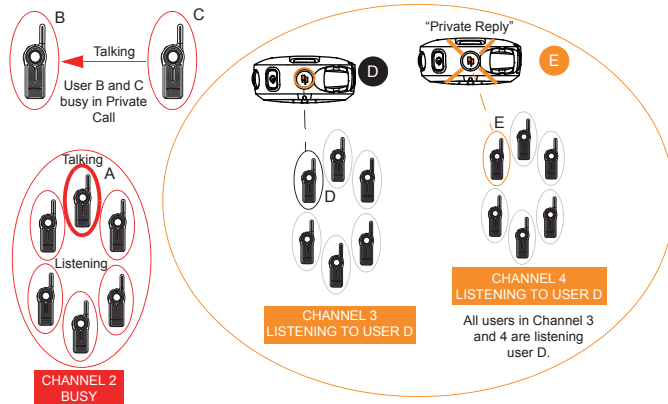 B
C
Talking
User B and C
busy in Private
Call
Talking
A
Listening
CHANNEL 2
BUSY
D
D
CHANNEL 3
LISTENING TO USER D
“Private Reply”
E
E
CHANNEL 4
LISTENING TO USER D
All users in Channel 3
and 4 are listening
user D.